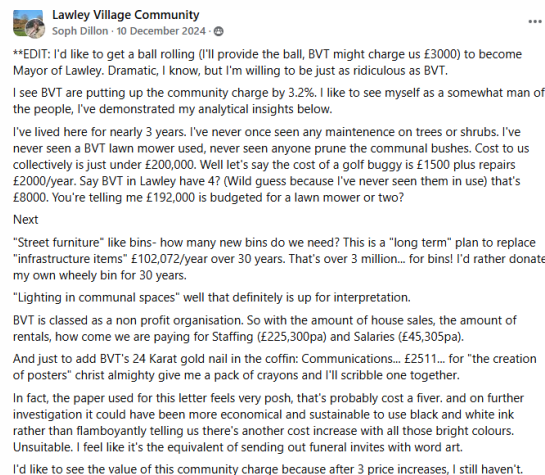 Lawley Village Community
Soph Dillon · 10 December 2024 ·
**EDIT: I'd like to get a ball rolling (I'll provide the ball, BVT might charge us £3000) to become
Mayor of Lawley. Dramatic, I know, but I'm willing to be just as ridiculous as BVT.
I see BVT are putting up the community charge by 3.2%. I like to see myself as a somewhat man of
the people, I've demonstrated my analytical insights below.
I've lived here for nearly 3 years. I've never once seen any maintenence on trees or shrubs. I've
never seen a BVT lawn mower used, never seen anyone prune the communal bushes. Cost to us
collectively is just under £200,000. Well let's say the cost of a golf buggy is £1500 plus repairs
£2000/year. Say BVT in Lawley have 4? (Wild guess because I've never seen them in use) that's
£8000. You're telling me £192,000 is budgeted for a lawn mower or two?
Next
"Street furniture" like bins- how many new bins do we need? This is a "long term" plan to replace
"infrastructure items" £102,072/year over 30 years. That's over 3 million... for bins! I'd rather donate
my own wheely bin for 30 years.
"Lighting in communal spaces" well that definitely is up for interpretation.
BVT is classed as a non profit organisation. So with the amount of house sales, the amount of
rentals, how come we are paying for Staffing (£225,300pa) and Salaries (£45,305pa).
And just to add BVT's 24 Karat gold nail in the coffin: Communications... £2511... for "the creation
of posters" christ almighty give me a pack of crayons and I'll scribble one together.
In fact, the paper used for this letter feels very posh, that's probably cost a fiver. and on further
investigation it could have been more economical and sustainable to use black and white ink
rather than flamboyantly telling us there's another cost increase with all those bright colours.
Unsuitable. I feel like it's the equivalent of sending out funeral invites with word art.
I'd like to see the value of this community charge because after 3 price increases, I still haven't.